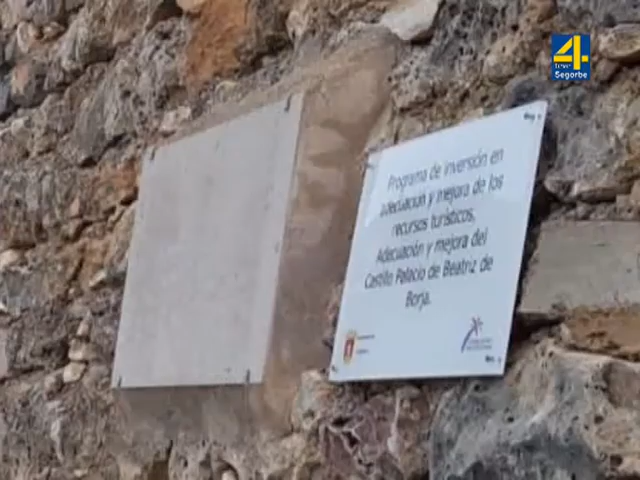 4
TELEVISIÓN
Segorbe
Programa de inversión en
adecuación y mejora de los
recursos turísticos,
Adecuación y mejora del
Castillo Palacio de Beatriz de
Borja.